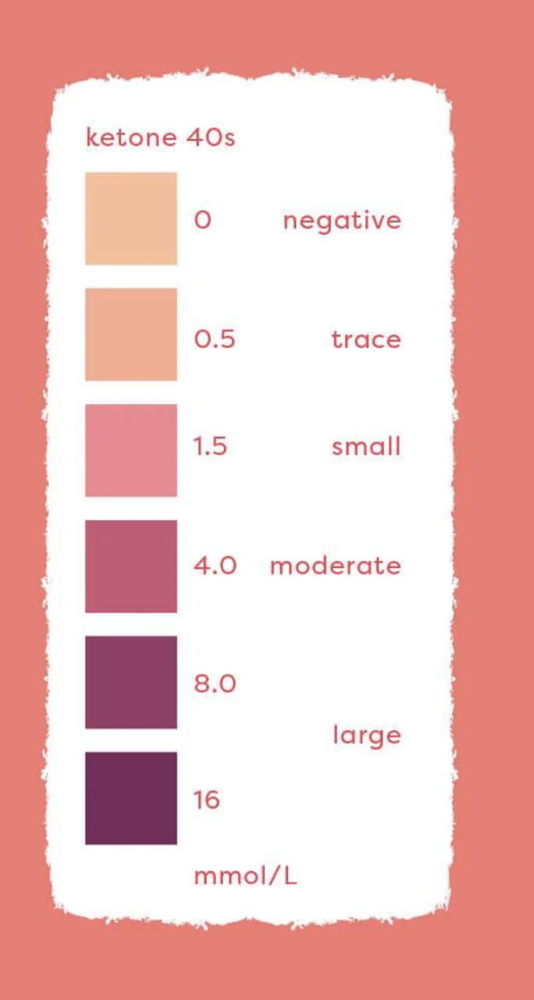 ketone 40s
0 negative
0.5 trace
1.5 small
4.0 moderate
8.0
large
16
mmol/L